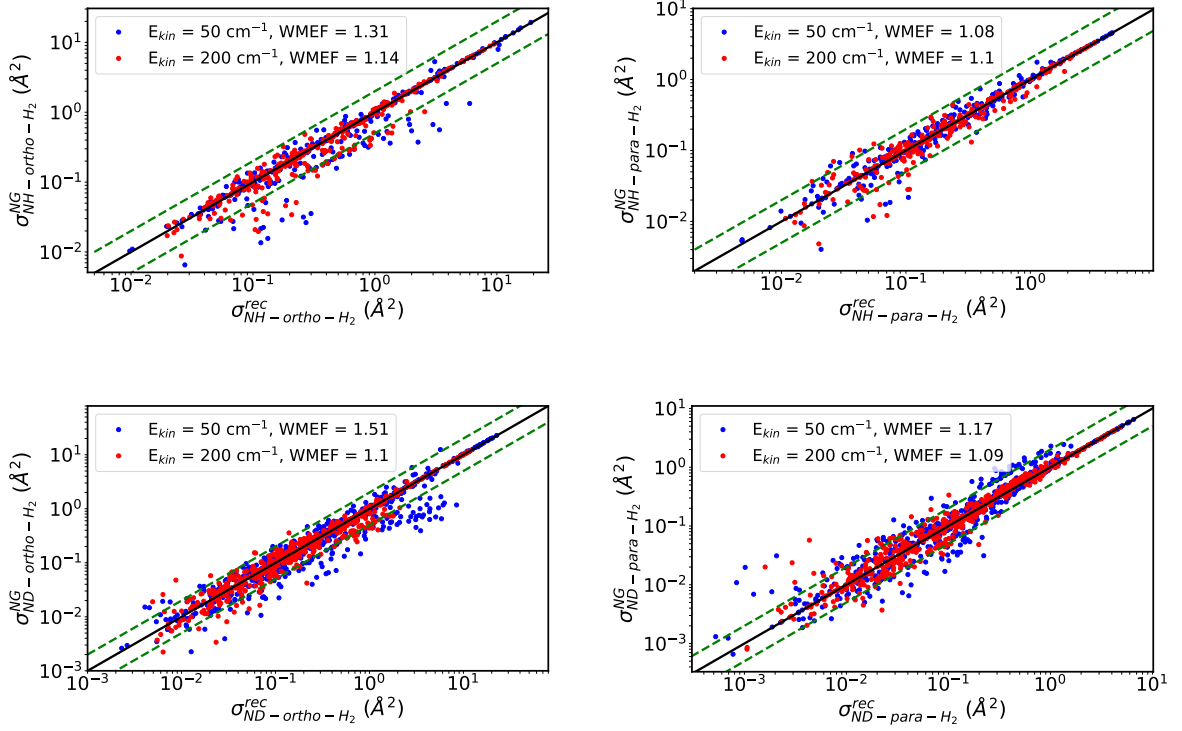 E_kin = 50 cm⁻¹, WMEF = 1.31
E_kin = 200 cm⁻¹, WMEF = 1.14
10¹
10⁰
10⁻¹
10⁻²
σ^NG_NH−ortho−H₂ (Å²)
10⁻² 10⁻¹ 10⁰ 10¹
σ^rec_NH−ortho−H₂ (Å²)
E_kin = 50 cm⁻¹, WMEF = 1.08
E_kin = 200 cm⁻¹, WMEF = 1.1
10¹
10⁰
10⁻¹
10⁻²
σ^NG_NH−para−H₂ (Å²)
10⁻² 10⁻¹ 10⁰
σ^rec_NH−para−H₂ (Å²)
E_kin = 50 cm⁻¹, WMEF = 1.51
E_kin = 200 cm⁻¹, WMEF = 1.1
10¹
10⁰
10⁻¹
10⁻²
10⁻³
σ^NG_ND−ortho−H₂ (Å²)
10⁻³ 10⁻² 10⁻¹ 10⁰ 10¹
σ^rec_ND−ortho−H₂ (Å²)
E_kin = 50 cm⁻¹, WMEF = 1.17
E_kin = 200 cm⁻¹, WMEF = 1.09
10¹
10⁰
10⁻¹
10⁻²
10⁻³
σ^NG_ND−para−H₂ (Å²)
10⁻³ 10⁻² 10⁻¹ 10⁰ 10¹
σ^rec_ND−para−H₂ (Å²)